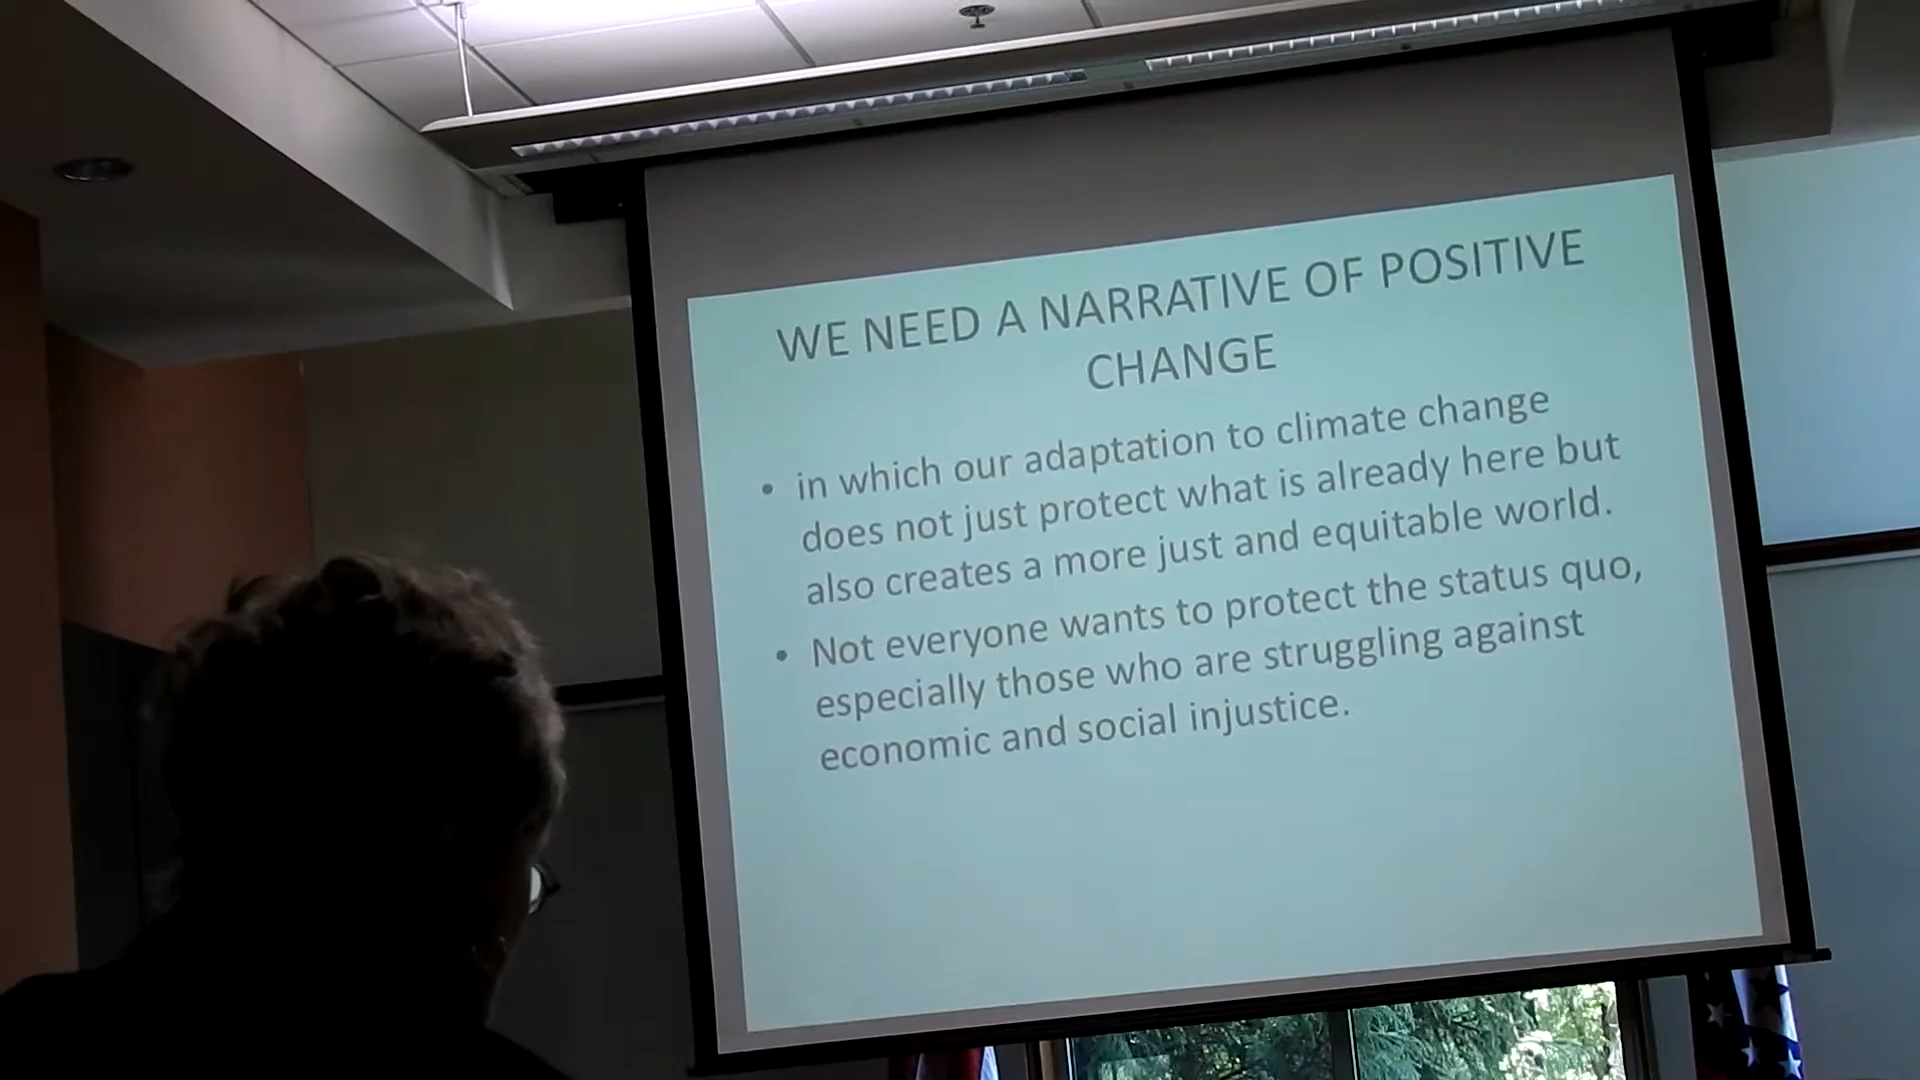 WE NEED A NARRATIVE OF POSITIVE
CHANGE
• in which our adaptation to climate change
does not just protect what is already here but
also creates a more just and equitable world.
• Not everyone wants to protect the status quo,
especially those who are struggling against
economic and social injustice.